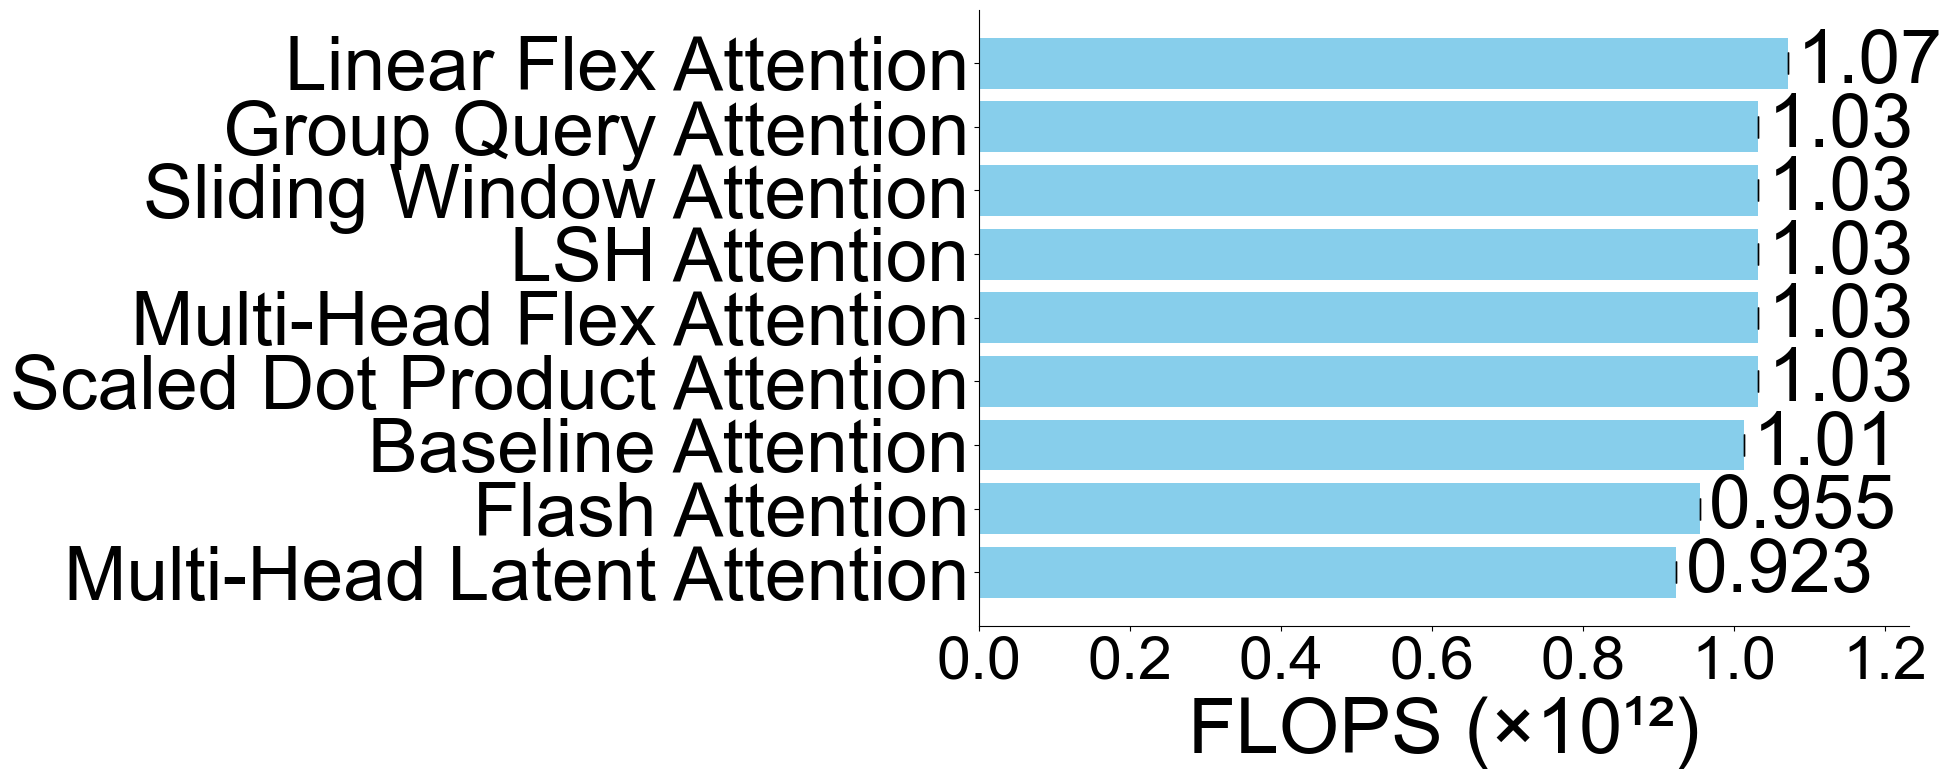 Linear Flex Attention 1.07
Group Query Attention 1.03
Sliding Window Attention 1.03
LSH Attention 1.03
Multi-Head Flex Attention 1.03
Scaled Dot Product Attention 1.03
Baseline Attention 1.01
Flash Attention 0.955
Multi-Head Latent Attention 0.923
0.0 0.2 0.4 0.6 0.8 1.0 1.2
FLOPS (×10¹²)